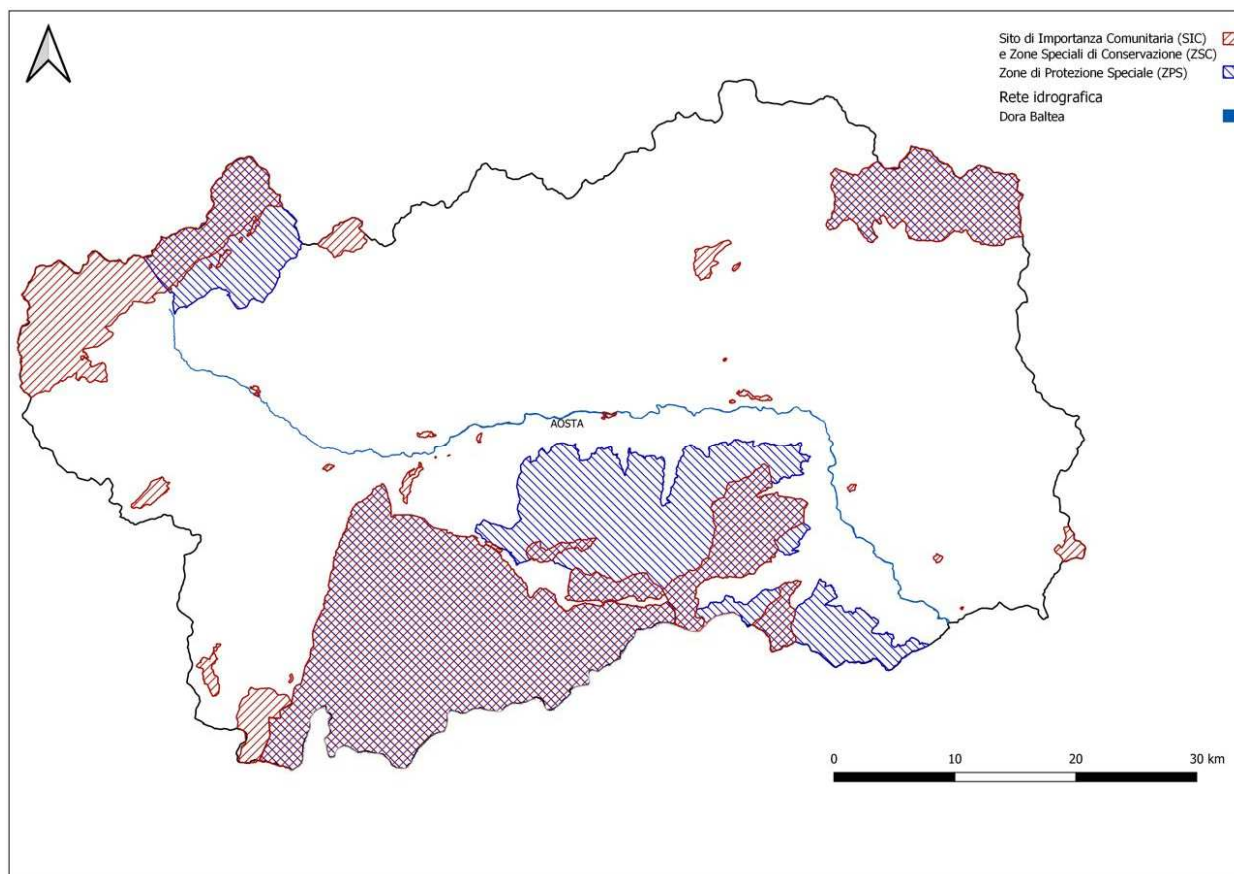 Sito di Importanza Comunitaria (SIC)
e Zone Speciali di Conservazione (ZSC)
Zone di Protezione Speciale (ZPS)
Rete idrografica
Dora Baltea
AOSTA
0 10 20 30 km